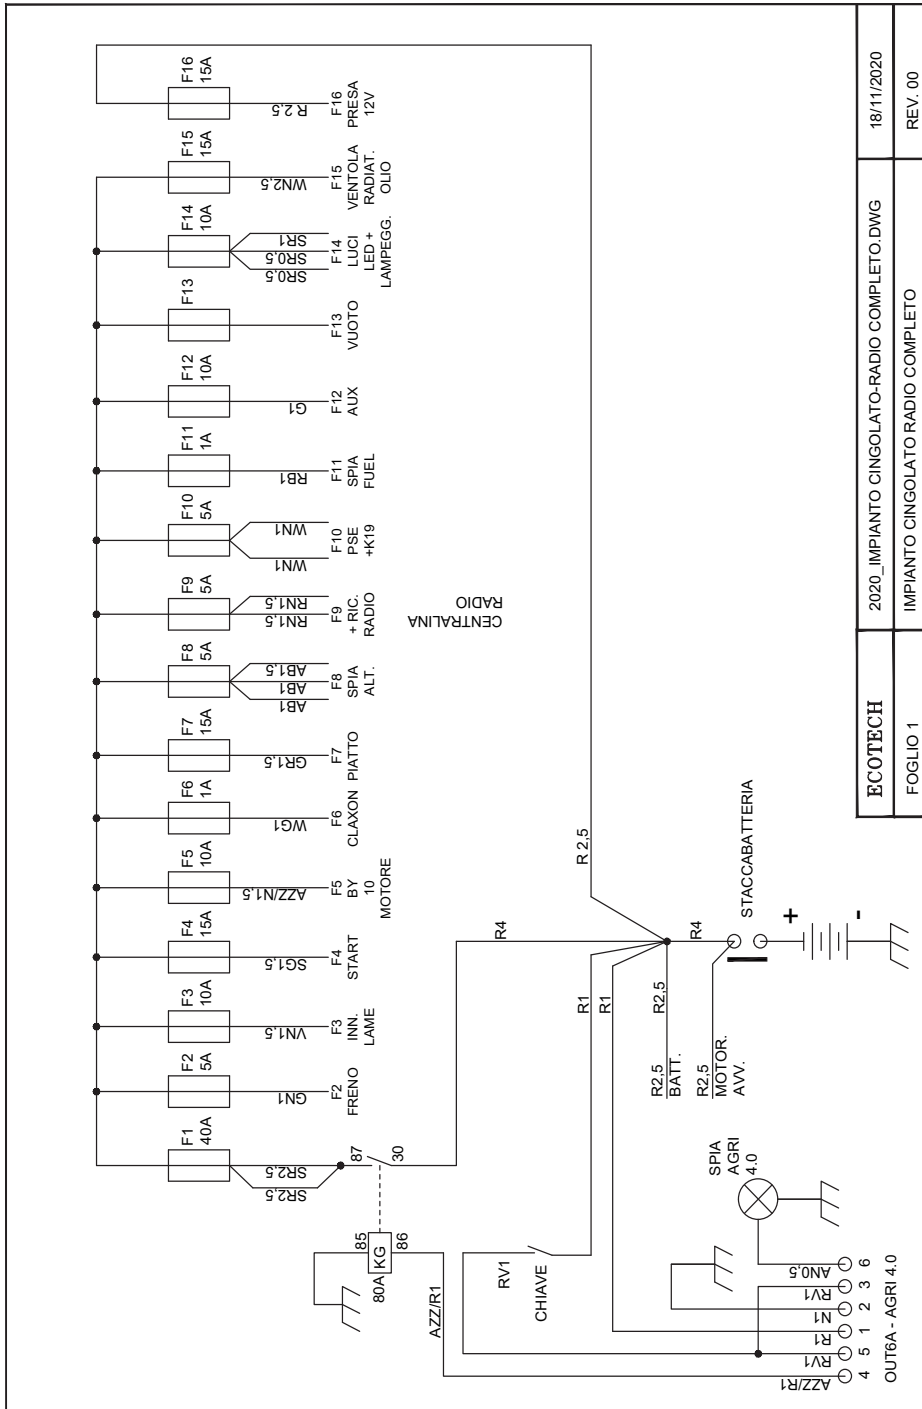 F1
40A
F2
5A
F3
10A
F4
15A
F5
10A
F6
1A
F7
15A
F8
5A
F9
5A
F10
5A
F11
1A
F12
10A
F13
F14
10A
F15
15A
F16
15A
SR2,5
SR2,5
GN1
VN1,5
SG1,5
AZZ/N1,5
WG1
GR1,5
AB1
AB1
AB1,5
RN1,5
RN1,5
WN1
WN1
RB1
G1
SR0,5
SR0,5
SR1
WN2,5
R 2,5
F2
FRENO
F3
INN.
LAME
F4
START
F5
BY
10
MOTORE
F6
CLAXON
F7
PIATTO
F8
SPIA
ALT.
F9
+ RIC.
RADIO
F10
PSE
+K19
F11
SPIA
FUEL
F12
AUX
F13
VUOTO
F14
LUCI
LED +
LAMPEGG.
F15
VENTOLA
RADIAT.
OLIO
F16
PRESA
12V
CENTRALINA
RADIO
87
30
85
86
80A
KG
AZZ/R1
R4
R 2,5
RV1
CHIAVE
R1
R1
R2,5
R2,5
BATT.
R2,5
MOTOR.
AVV.
R4
STACCABATTERIA
+
-
SPIA
AGRI
4.0
AZZ/R1
RV1
R1
N1
RV1
AN0,5
4
5
1
2
3
6
OUT6A - AGRI 4.0
ECOTECH
2020_IMPIANTO CINGOLATO-RADIO COMPLETO.DWG
18/11/2020
FOGLIO 1
IMPIANTO CINGOLATO RADIO COMPLETO
REV. 00